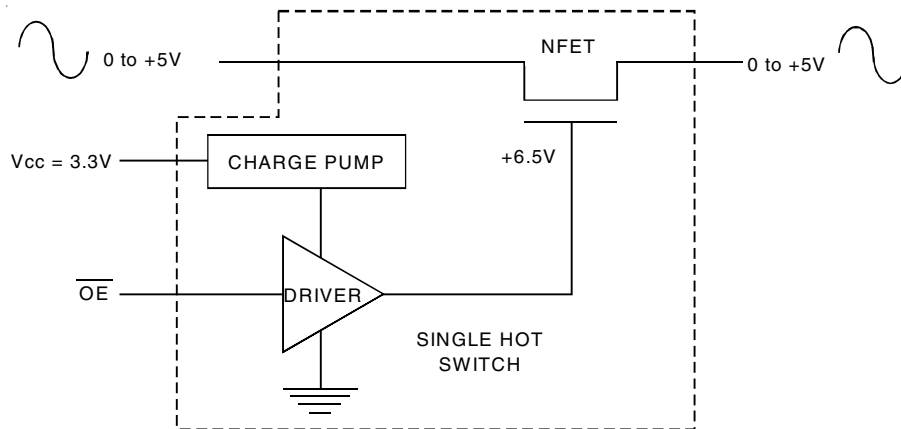 NFET
0 to +5V
0 to +5V
Vcc = 3.3V
CHARGE PUMP
+6.5V
OE
DRIVER
SINGLE HOT
SWITCH